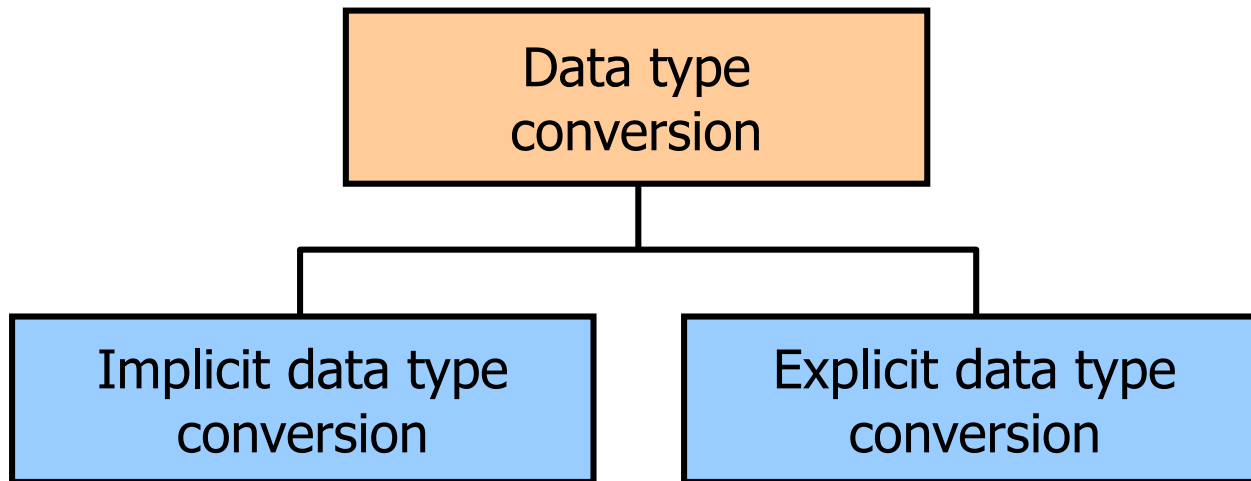 Data type
conversion
Implicit data type
conversion
Explicit data type
conversion